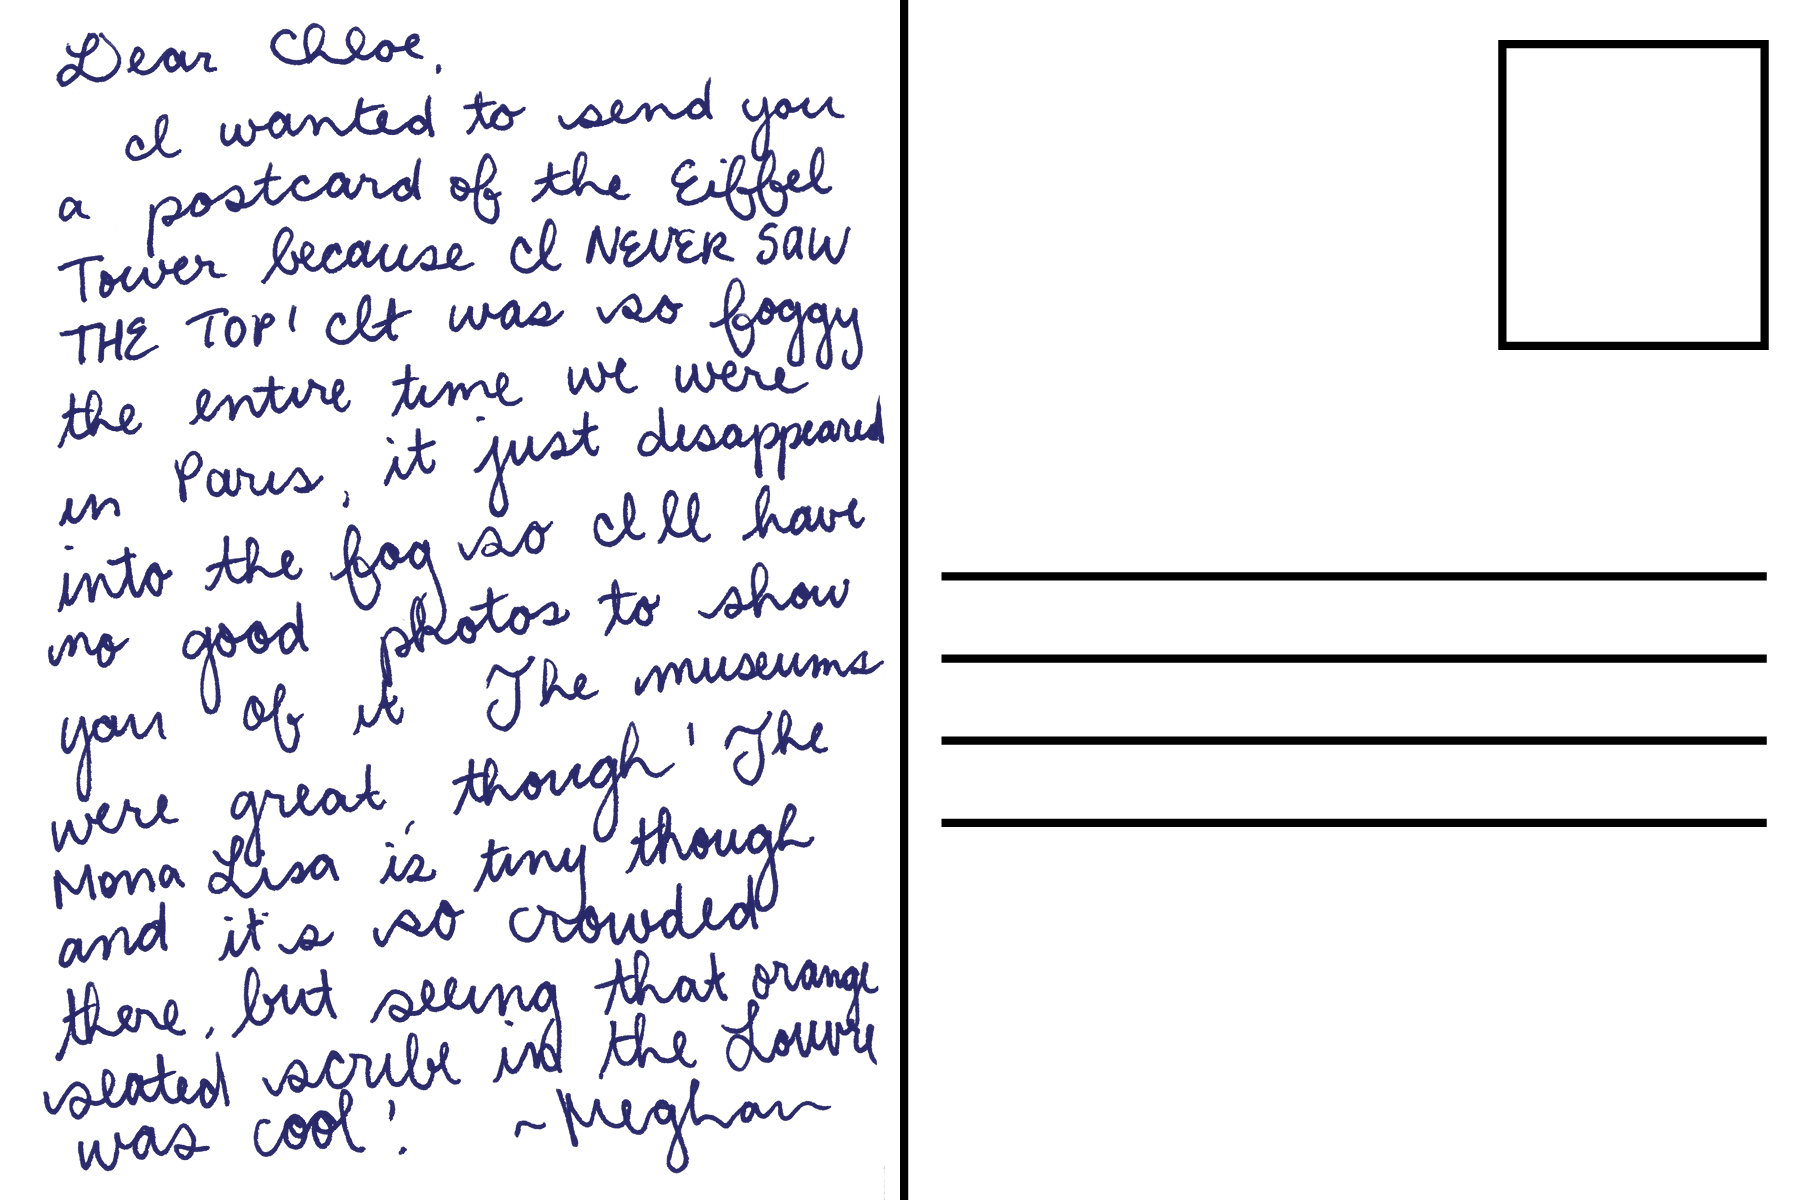 Dear Chloe,
I wanted to send you
a postcard of the Eiffel
Tower because I NEVER SAW
THE TOP! It was so foggy
the entire time we were
in Paris, it just disappeared
into the fog so I'll have
no good photos to show
you of it. The museums
were great, though! The
Mona Lisa is tiny though
and it's so crowded
there, but seeing that orange
seated scribe in the Louvre
was cool! ~Meghan